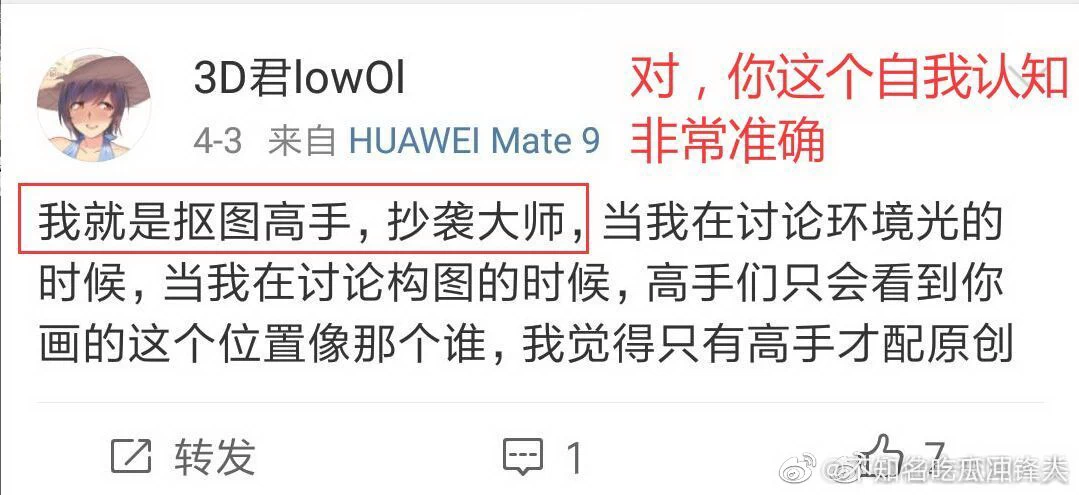 3D君lowOl
对，你这个自我认知
非常准确
4-3 来自 HUAWEI Mate 9
我就是抠图高手，抄袭大师，当我在讨论环境光的
时候，当我在讨论构图的时候，高手们只会看到你
画的这个位置像那个谁，我觉得只有高手才配原创
转发 1 7
知名吃瓜